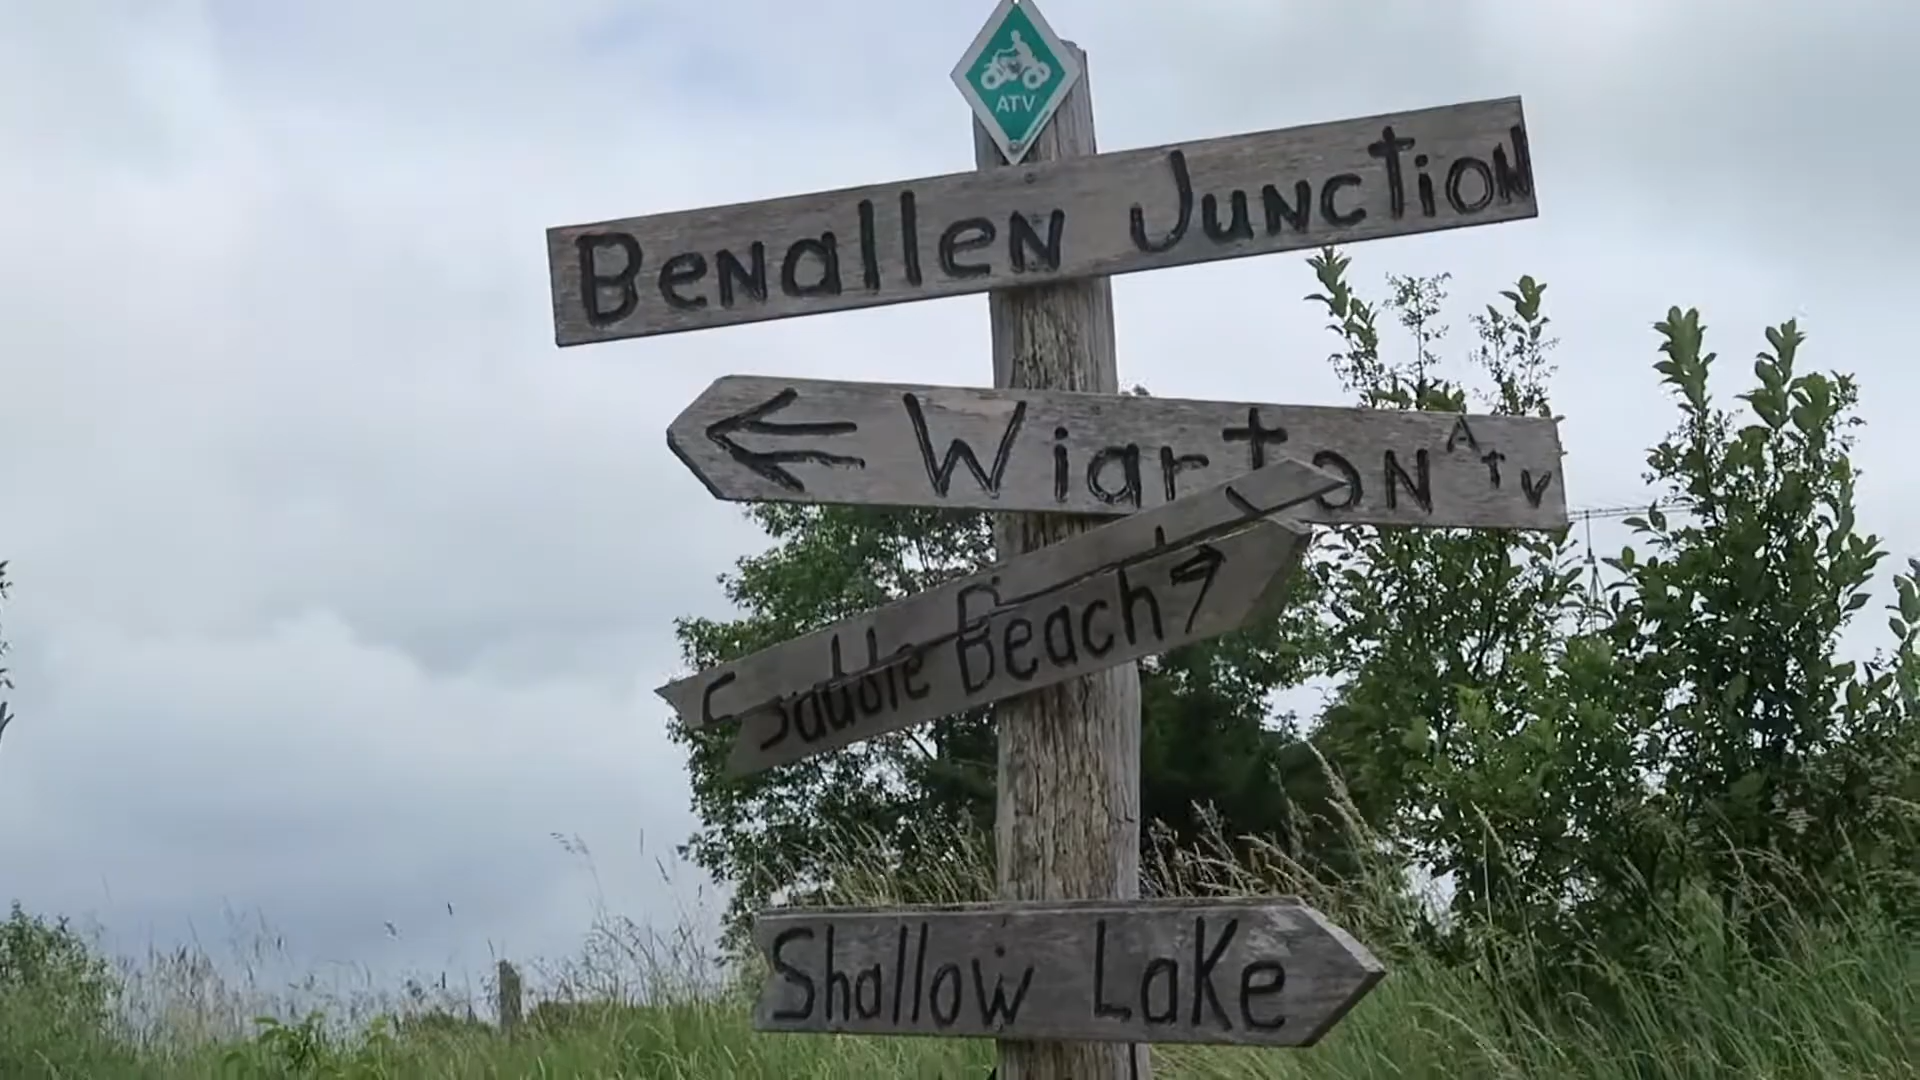 ATV
Benallen Junction
Wiarton ATV
Sauble Beach
Shallow Lake